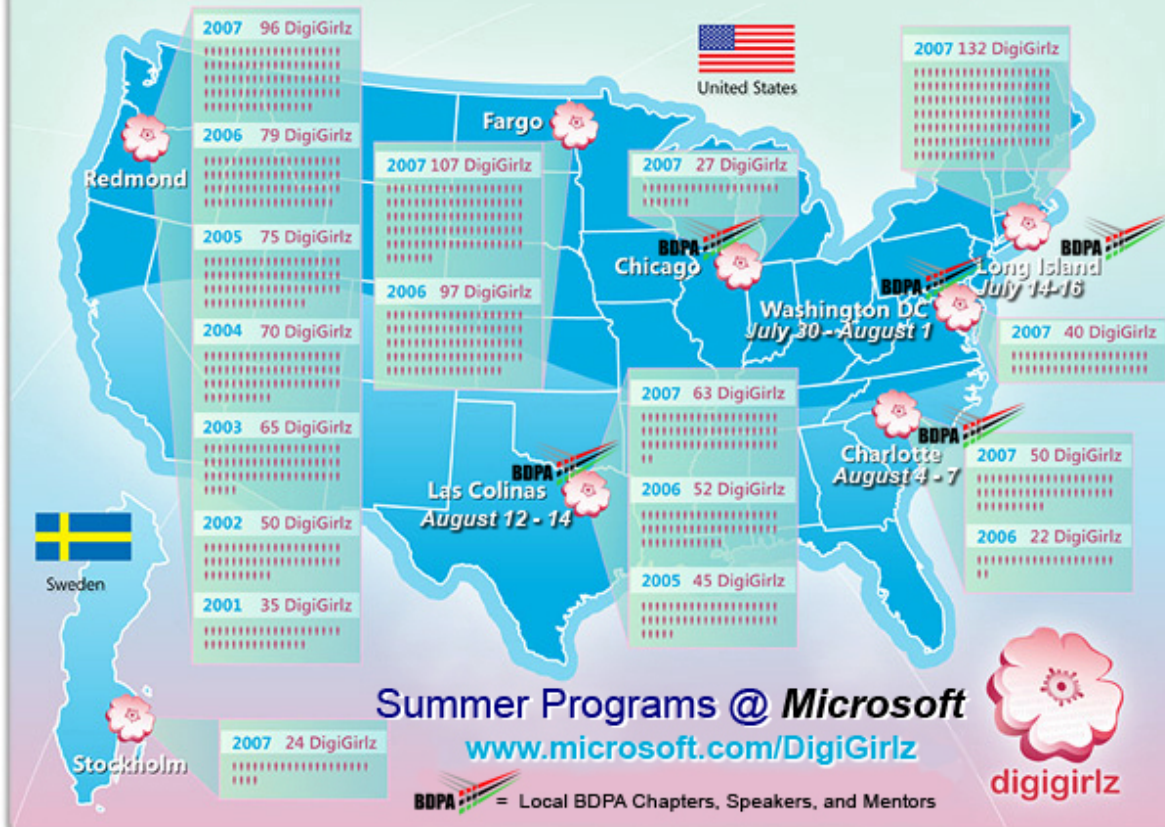 2007 96 DigiGirlz
2006 79 DigiGirlz
2005 75 DigiGirlz
2004 70 DigiGirlz
2003 65 DigiGirlz
2002 50 DigiGirlz
2001 35 DigiGirlz
Redmond
Fargo
2007 107 DigiGirlz
2006 97 DigiGirlz
United States
2007 27 DigiGirlz
BDPA
Chicago
2007 132 DigiGirlz
BDPA
Long Island
July 14-16
BDPA
Washington DC
July 30 - August 1
2007 40 DigiGirlz
BDPA
Charlotte
August 4 - 7
2007 50 DigiGirlz
2006 22 DigiGirlz
BDPA
Las Colinas
August 12 - 14
2007 63 DigiGirlz
2006 52 DigiGirlz
2005 45 DigiGirlz
Sweden
Stockholm
2007 24 DigiGirlz
Summer Programs @ Microsoft
www.microsoft.com/DigiGirlz
BDPA = Local BDPA Chapters, Speakers, and Mentors
digigirlz